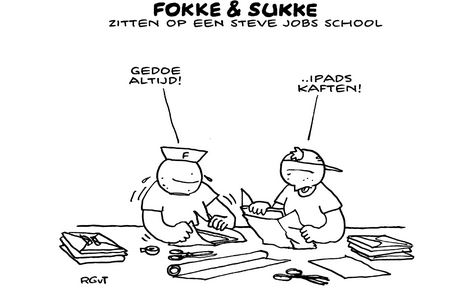 FOKKE & SUKKE
ZITTEN OP EEN STEVE JOBS SCHOOL
GEDOE
ALTIJD!
..IPADS
KAFTEN!
F
RGvT